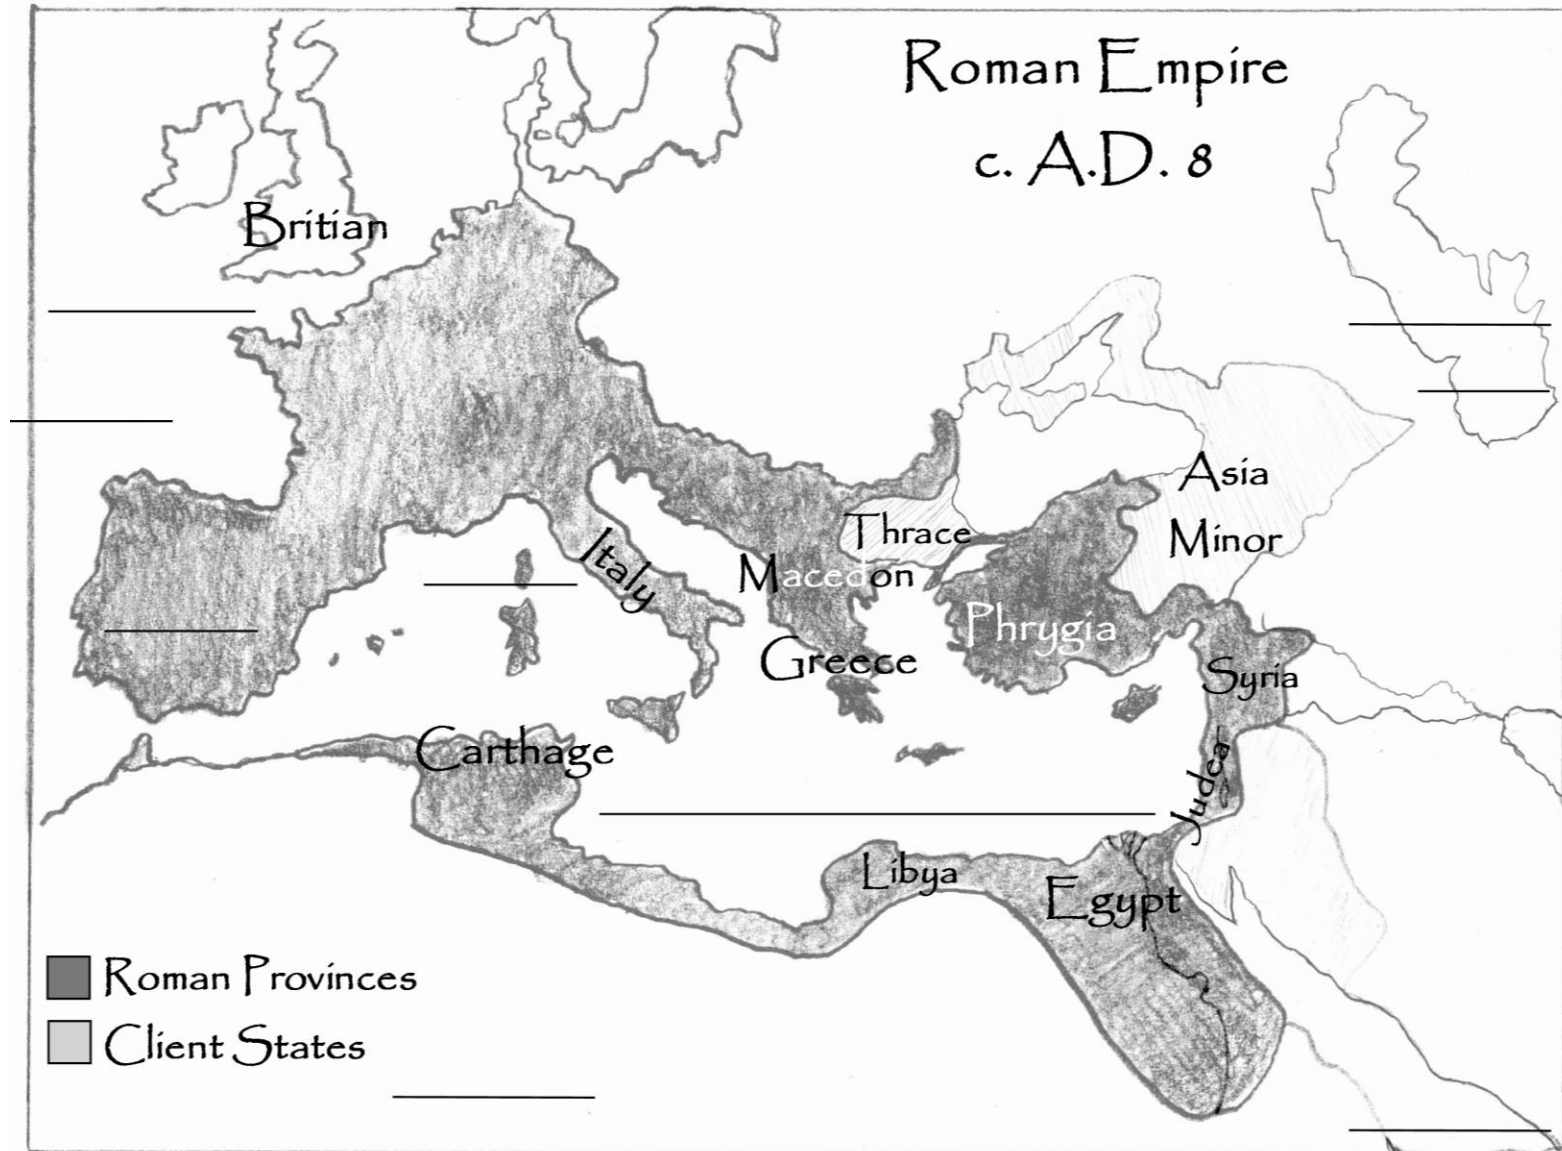 Roman Empire
c. A.D. 8
Britian
Asia
Minor
Thrace
Italy
Macedon
Phrygia
Greece
Syria
Carthage
Judea
Libya
Egypt
Roman Provinces
Client States